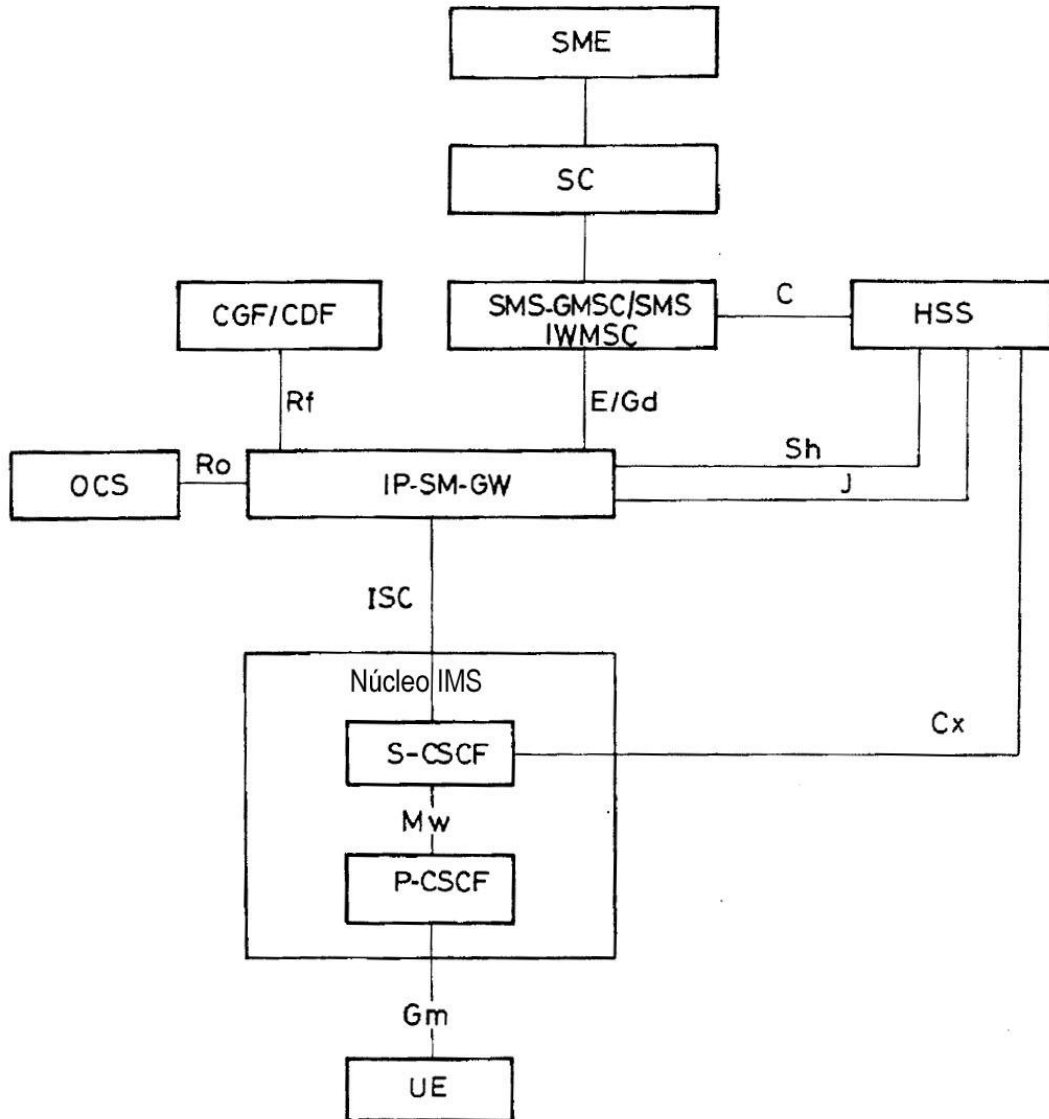 SME
SC
SMS-GMSC/SMS
IWMSC
C
HSS
CGF/CDF
Rf
E/Gd
OCS
Ro
IP-SM-GW
Sh
J
ISC
Núcleo IMS
S-CSCF
Cx
Mw
P-CSCF
Gm
UE